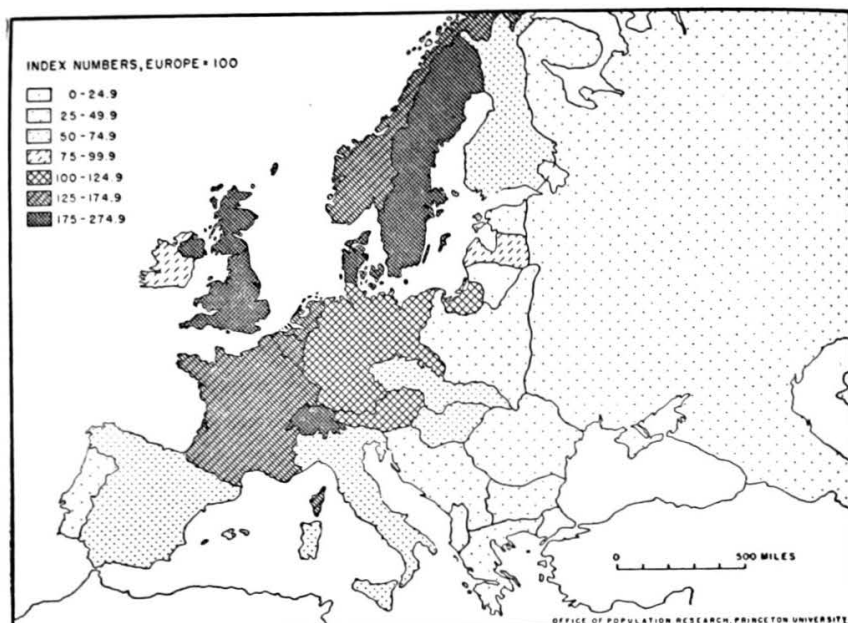 INDEX NUMBERS, EUROPE = 100
0 - 24.9
25 - 49.9
50 - 74.9
75 - 99.9
100 - 124.9
125 - 174.9
175 - 274.9
0 500 MILES
OFFICE OF POPULATION RESEARCH, PRINCETON UNIVERSITY